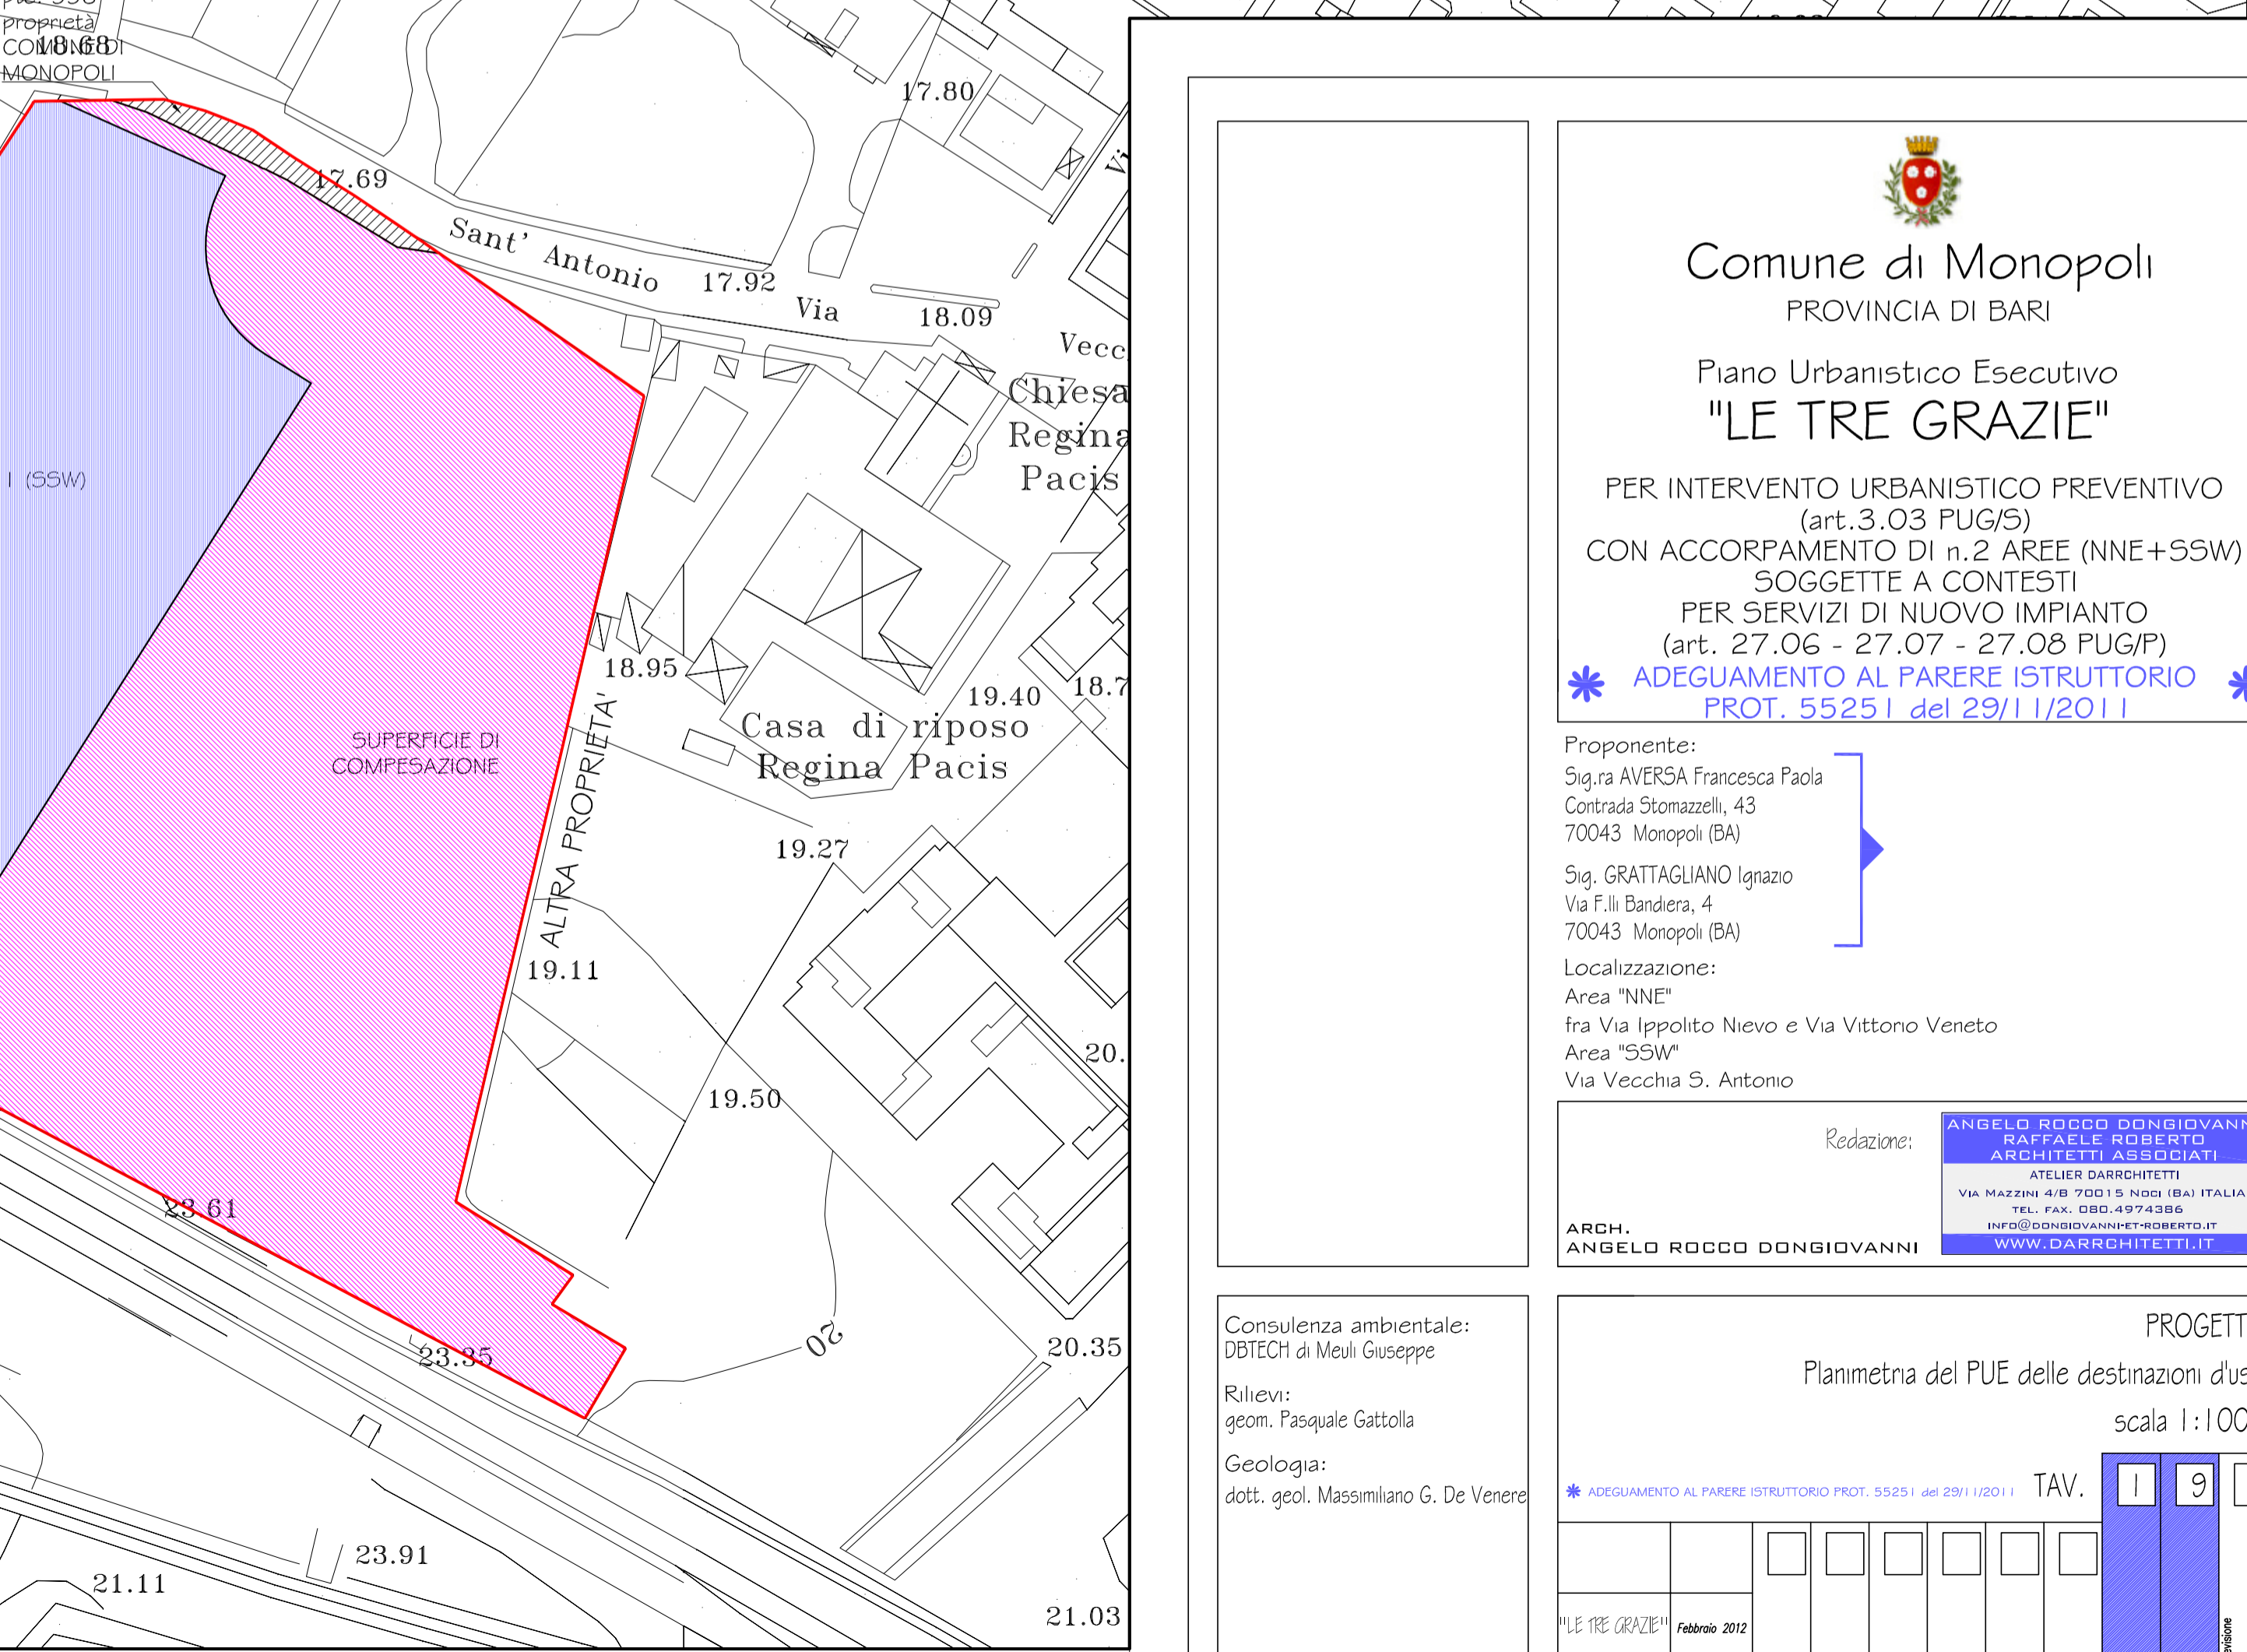 proprietà
COMUNE DI
18.68
MONOPOLI
17.80
17.69
Sant' Antonio
17.92
Via
18.09
Vecc
Chiesa
Regina
Pacis
I (SSW)
18.95
19.40
18.7
Casa di riposo
Regina Pacis
SUPERFICIE DI
COMPESAZIONE
ALTRA PROPRIETA'
19.27
19.11
20.
19.50
23.61
23.35
20
20.35
23.91
21.11
21.03
Comune di Monopoli
PROVINCIA DI BARI
Piano Urbanistico Esecutivo
"LE TRE GRAZIE"
PER INTERVENTO URBANISTICO PREVENTIVO
(art.3.03 PUG/S)
CON ACCORPAMENTO DI n.2 AREE (NNE+SSW)
SOGGETTE A CONTESTI
PER SERVIZI DI NUOVO IMPIANTO
(art. 27.06 - 27.07 - 27.08 PUG/P)
* ADEGUAMENTO AL PARERE ISTRUTTORIO *
PROT. 55251 del 29/11/2011
Proponente:
Sig.ra AVERSA Francesca Paola
Contrada Stomazzelli, 43
70043 Monopoli (BA)
Sig. GRATTAGLIANO Ignazio
Via F.lli Bandiera, 4
70043 Monopoli (BA)
Localizzazione:
Area "NNE"
fra Via Ippolito Nievo e Via Vittorio Veneto
Area "SSW"
Via Vecchia S. Antonio
Redazione:
ANGELO ROCCO DONGIOVANN
RAFFAELE ROBERTO
ARCHITETTI ASSOCIATI
ATELIER DARRCHITETTI
VIA MAZZINI 4/B 70015 NOCI (BA) ITALIA
TEL. FAX. 080.4974386
INFO@DONGIOVANNI-ET-ROBERTO.IT
WWW.DARRCHITETTI.IT
ARCH.
ANGELO ROCCO DONGIOVANNI
Consulenza ambientale:
DBTECH di Meuli Giuseppe
Rilievi:
geom. Pasquale Gattolla
Geologia:
dott. geol. Massimiliano G. De Venere
PROGETT
Planimetria del PUE delle destinazioni d'us
scala 1:100
* ADEGUAMENTO AL PARERE ISTRUTTORIO PROT. 55251 del 29/11/2011
TAV. 1 9
"LE TRE GRAZIE" Febbraio 2012
evisione